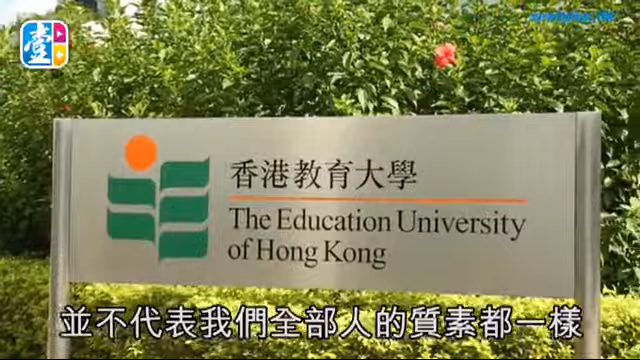 壹
香港教育大學
The Education University
of Hong Kong
並不代表我們全部人的質素都一樣